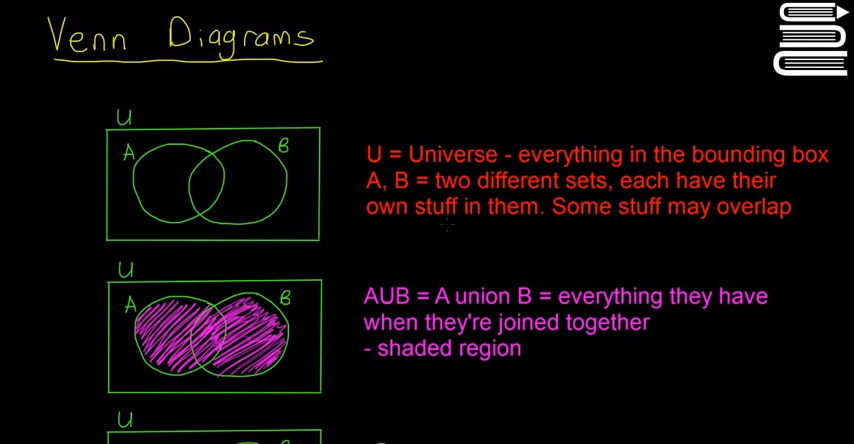 Venn Diagrams
U
A B
U = Universe - everything in the bounding box
A, B = two different sets, each have their
own stuff in them. Some stuff may overlap
U
A B
AUB = A union B = everything they have
when they're joined together
- shaded region
U